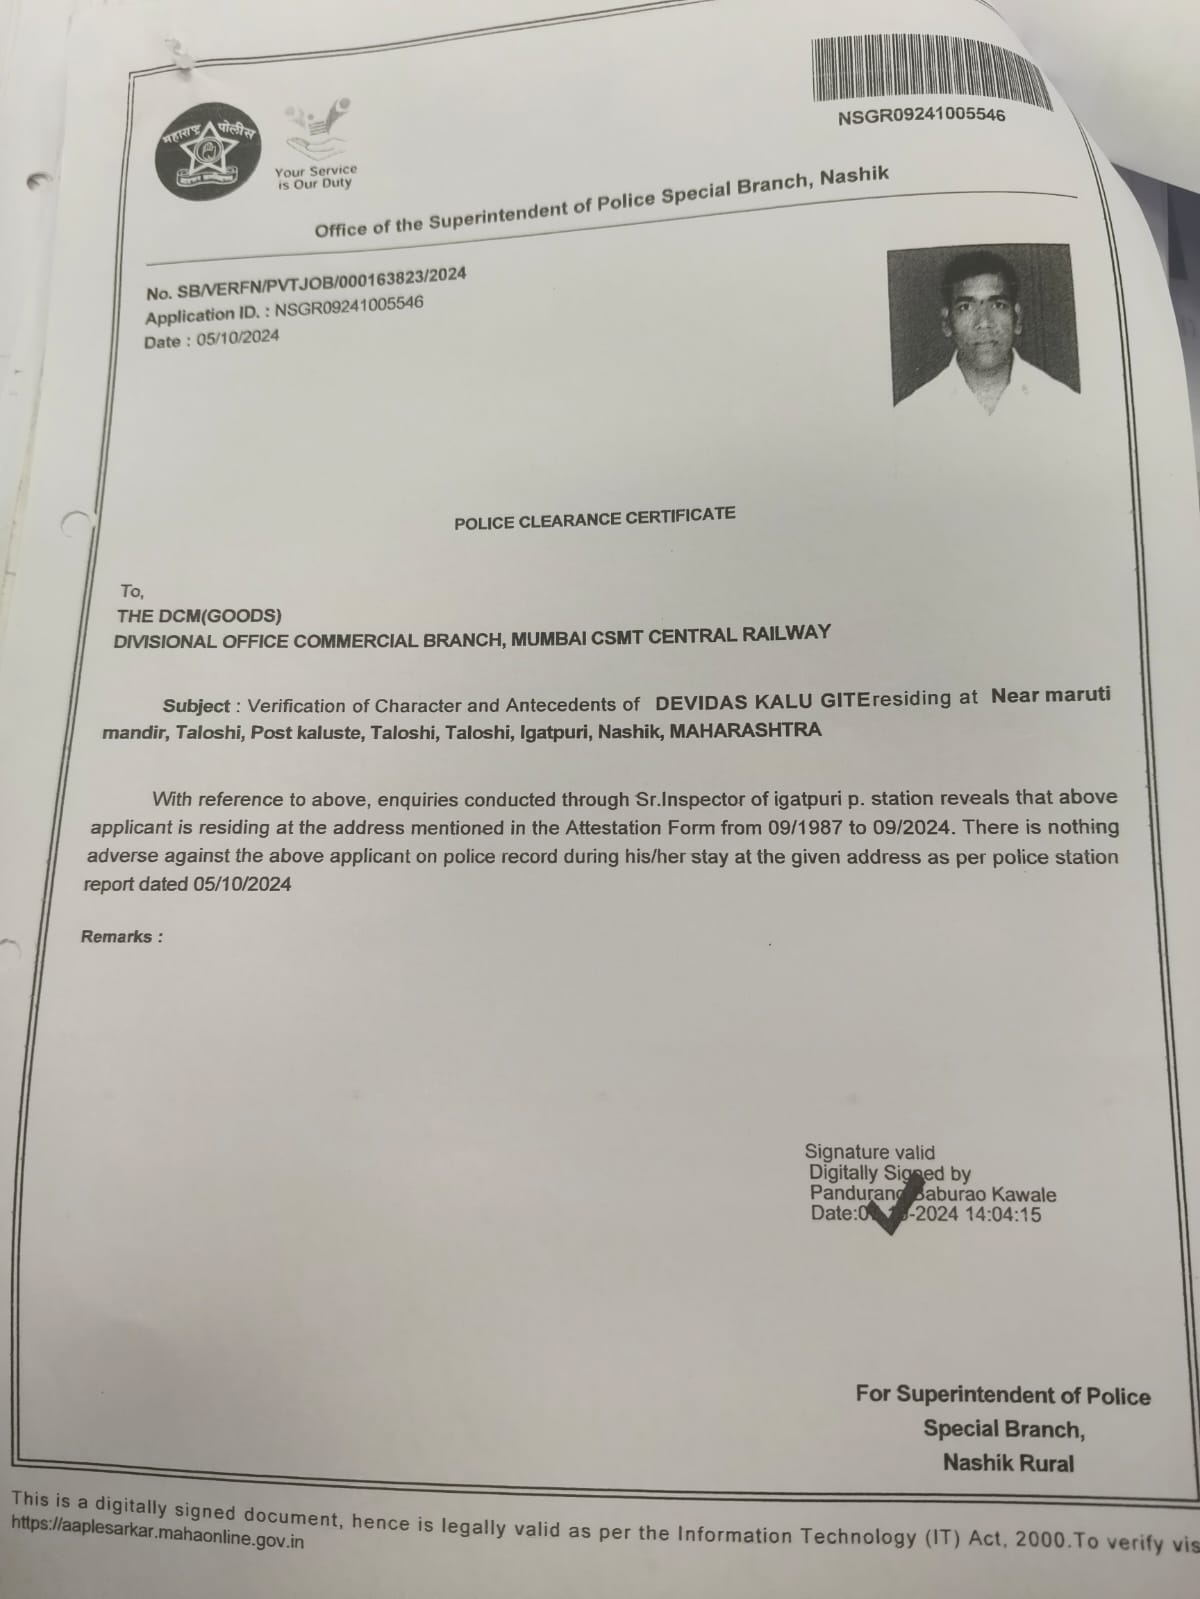 NSGR09241005546
महाराष्ट्र पोलीस
Your Service
is Our Duty
Office of the Superintendent of Police Special Branch, Nashik
No. SB/VERFN/PVTJOB/000163823/2024
Application ID. : NSGR09241005546
Date : 05/10/2024
POLICE CLEARANCE CERTIFICATE
To,
THE DCM(GOODS)
DIVISIONAL OFFICE COMMERCIAL BRANCH, MUMBAI CSMT CENTRAL RAILWAY
Subject : Verification of Character and Antecedents of DEVIDAS KALU GITEresiding at Near maruti
mandir, Taloshi, Post kaluste, Taloshi, Taloshi, Igatpuri, Nashik, MAHARASHTRA
With reference to above, enquiries conducted through Sr.Inspector of igatpuri p. station reveals that above
applicant is residing at the address mentioned in the Attestation Form from 09/1987 to 09/2024. There is nothing
adverse against the above applicant on police record during his/her stay at the given address as per police station
report dated 05/10/2024
Remarks :
Signature valid
Digitally Signed by
Pandurang Baburao Kawale
-2024 14:04:15
For Superintendent of Police
Special Branch,
Nashik Rural
This is a digitally signed document, hence is legally valid as per the Information Technology (IT) Act, 2000.To verify vis
https://aaplesarkar.mahaonline.gov.in